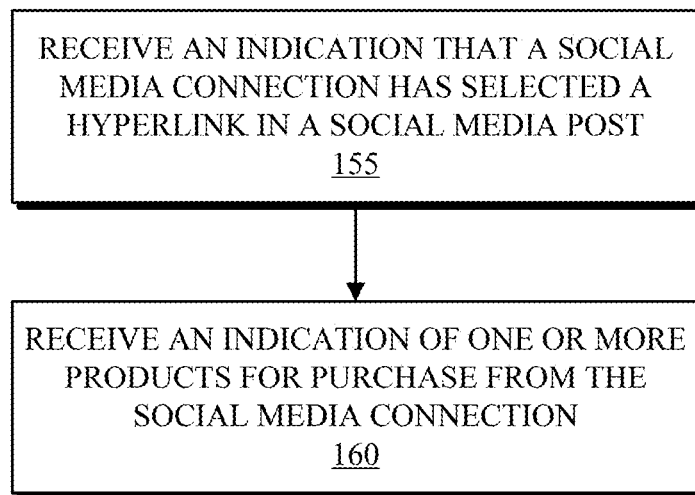 RECEIVE AN INDICATION THAT A SOCIAL
MEDIA CONNECTION HAS SELECTED A
HYPERLINK IN A SOCIAL MEDIA POST
155
RECEIVE AN INDICATION OF ONE OR MORE
PRODUCTS FOR PURCHASE FROM THE
SOCIAL MEDIA CONNECTION
160